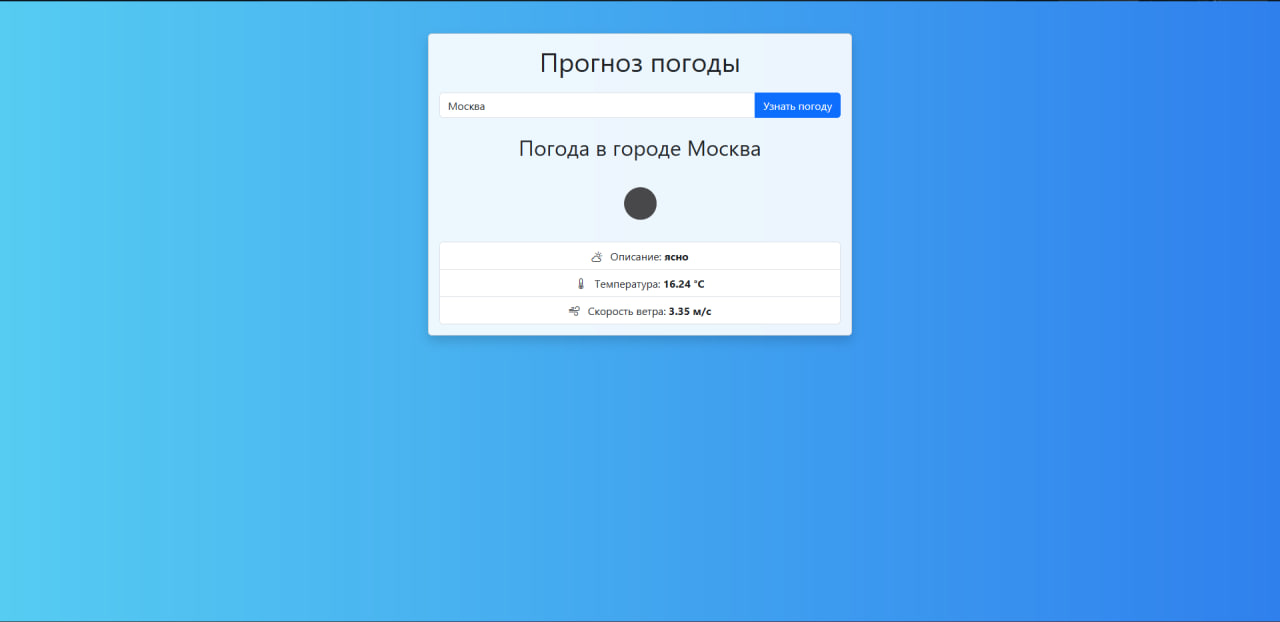 Прогноз погоды
Москва
Узнать погоду
Погода в городе Москва
Описание: ясно
Температура: 16.24 °C
Скорость ветра: 3.35 м/с